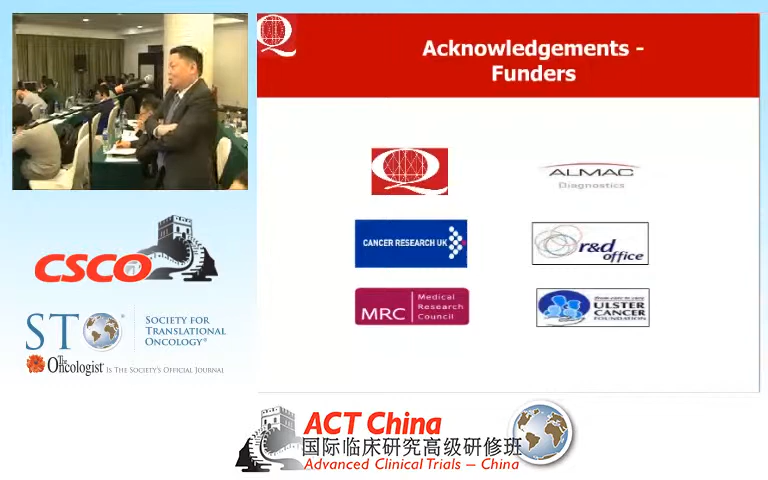 Q
Acknowledgements -
Funders
Q
ALMAC
Diagnostics
CANCER RESEARCH UK
r&d
office
MRC
Medical
Research
Council
ULSTER
CANCER
FOUNDATION
CSCO
STO
SOCIETY FOR
TRANSLATIONAL
ONCOLOGY®
The
Oncologist® IS THE SOCIETY'S OFFICIAL JOURNAL
ACT China
国际临床研究高级研修班
Advanced Clinical Trials – China